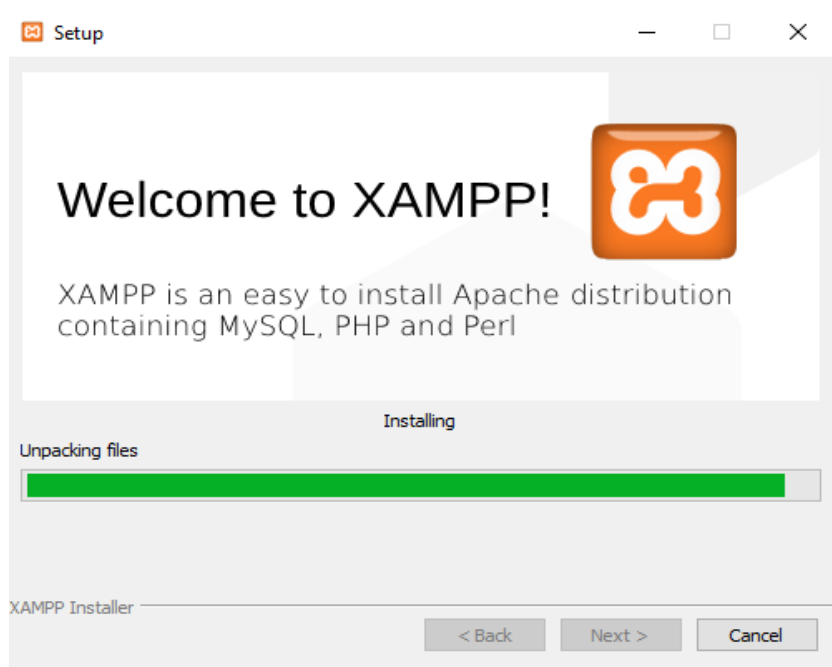 Setup
Welcome to XAMPP!
XAMPP is an easy to install Apache distribution
containing MySQL, PHP and Perl
Installing
Unpacking files
XAMPP Installer
< Back Next > Cancel